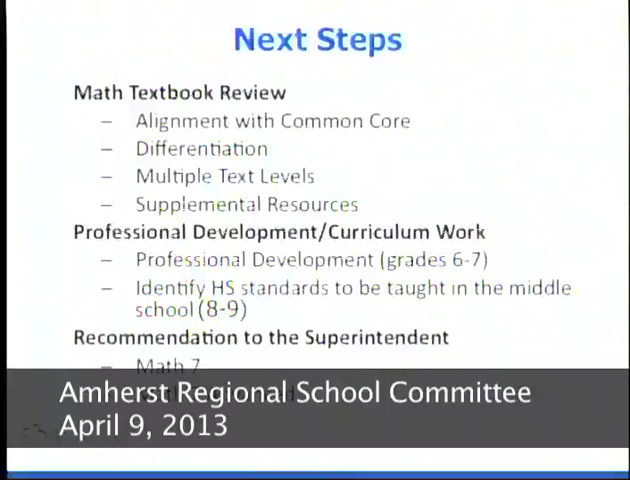 Next Steps
Math Textbook Review
– Alignment with Common Core
– Differentiation
– Multiple Text Levels
– Supplemental Resources
Professional Development/Curriculum Work
– Professional Development (grades 6-7)
– Identify HS standards to be taught in the middle
school (8-9)
Recommendation to the Superintendent
– Math 7
Amherst Regional School Committee
April 9, 2013